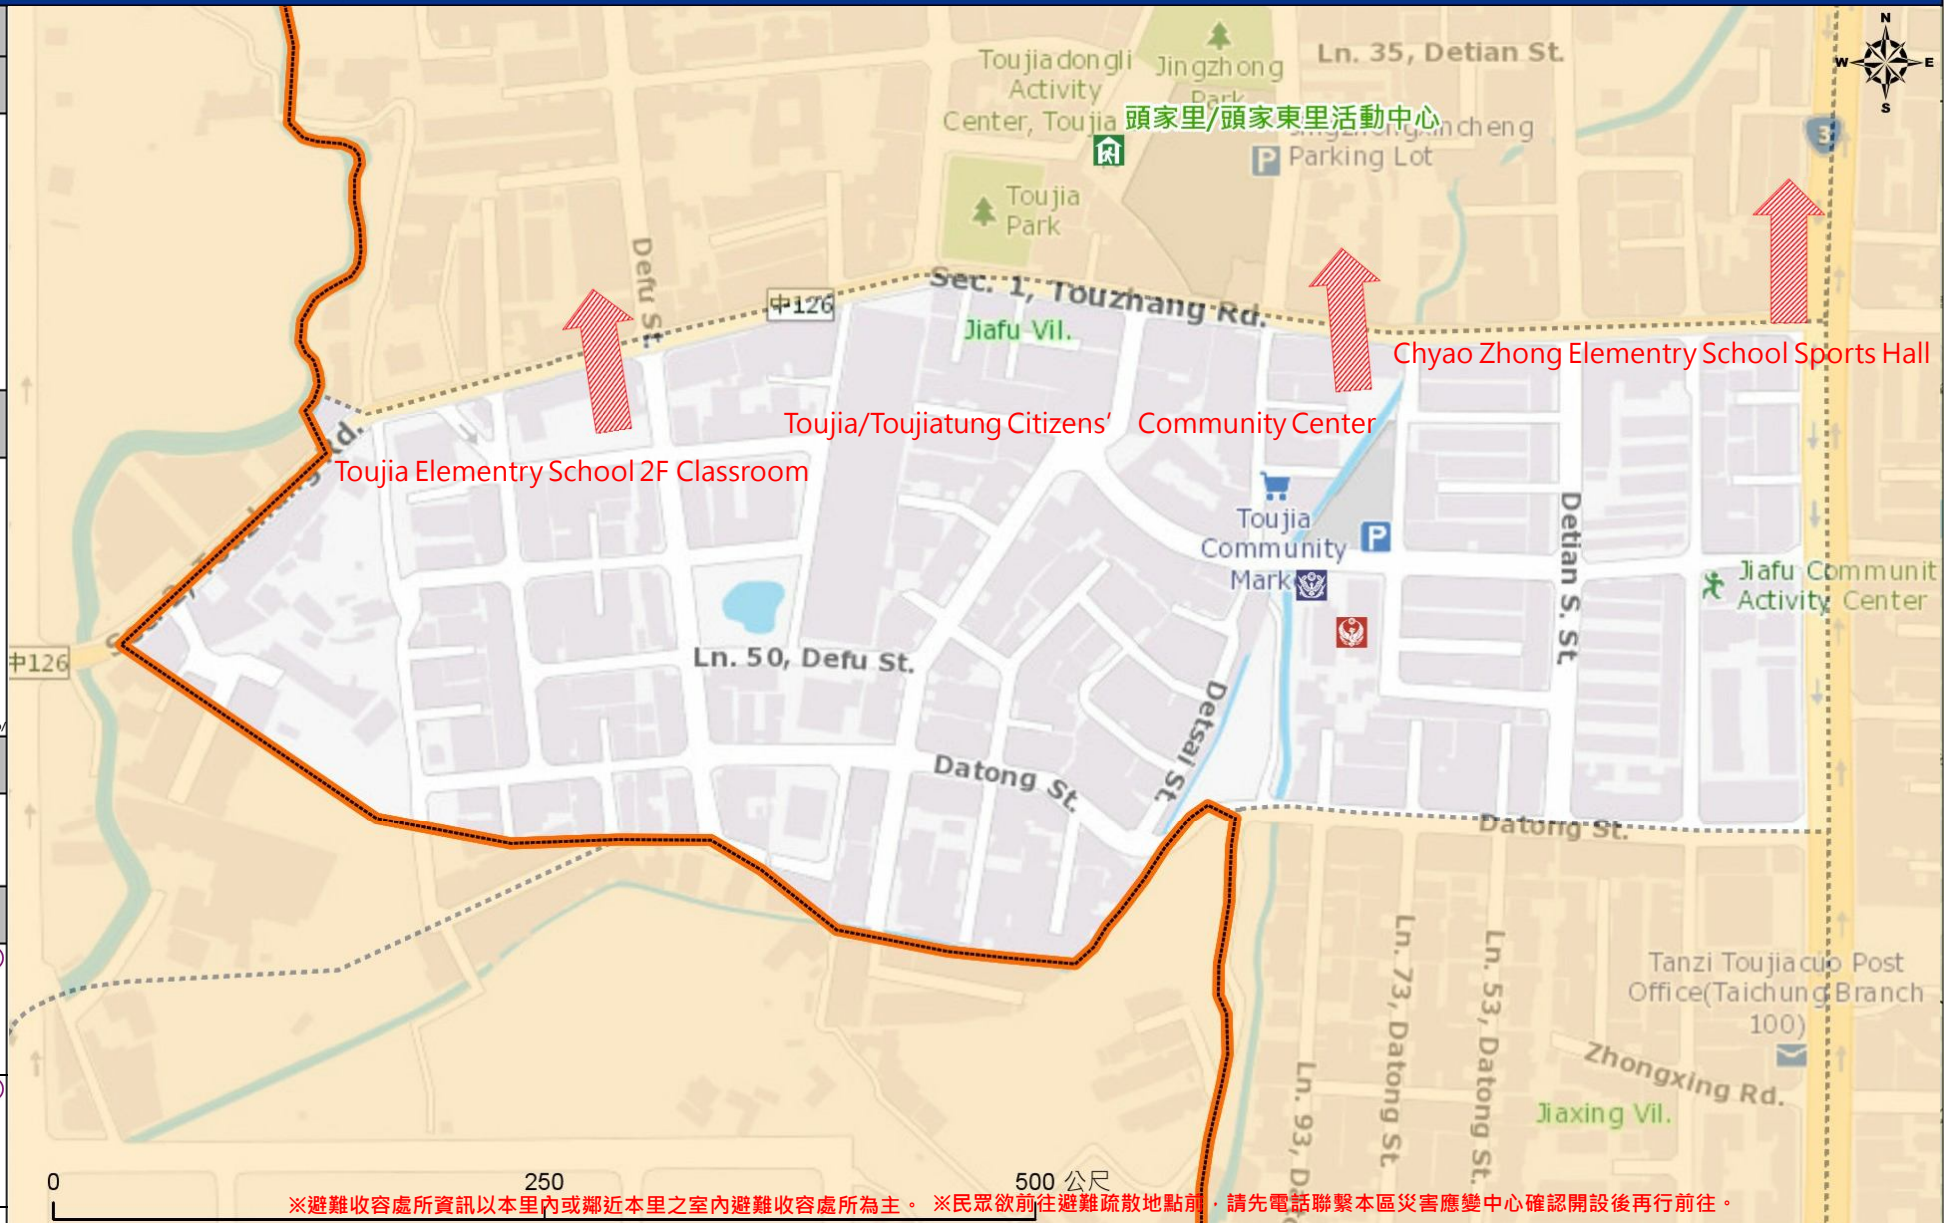 N
W
E
S
Ln. 35, Detian St.
Toujiadongli
Activity
Center, Toujia
Jingzhong
Park
頭家里/頭家東里活動中心
Parking Lot
3
Toujia
Park
Defu St.
中126
Sec. 1, Touzhang Rd.
Jiafu Vil.
Chyao Zhong Elementry School Sports Hall
Toujia/Toujiatung Citizens' Community Center
Toujia Elementry School 2F Classroom
Toujia
Community
Mark
P
Detian S. St
Jiafu Communit
Activity Center
中126
Ln. 50, Defu St.
Detsai St.
Datong St.
Datong St.
Ln. 73, Datong St.
Ln. 53, Datong St.
Tanzi Toujiacuo Post
Office(Taichung Branch
100)
Zhongxing Rd.
Jiaxing Vil.
Ln. 93,
0 250 500 公尺
※避難收容處所資訊以本里內或鄰近本里之室內避難收容處所為主。 ※民眾欲前往避難疏散地點前，請先電話聯繫本區災害應變中心確認開設後再行前往。